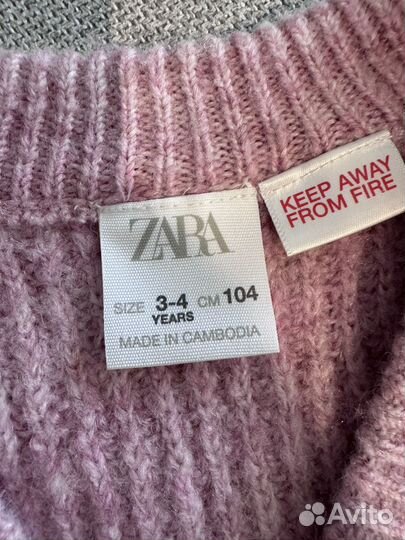 ZARA
SIZE 3-4 CM 104
YEARS
MADE IN CAMBODIA
KEEP AWAY
FROM FIRE
Avito